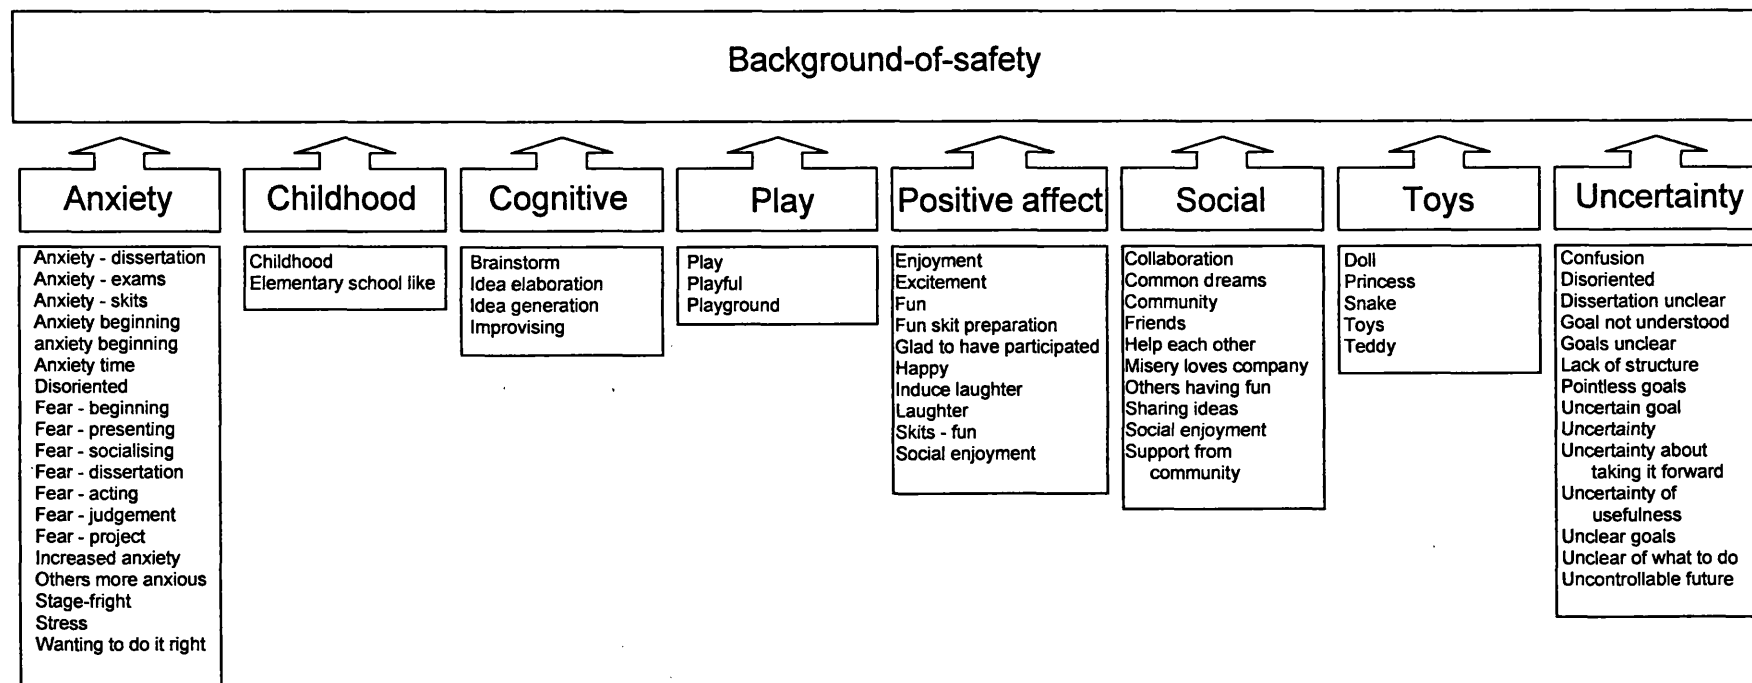 Background-of-safety
Anxiety
Anxiety - dissertation
Anxiety - exams
Anxiety - skits
Anxiety beginning
anxiety beginning
Anxiety time
Disoriented
Fear - beginning
Fear - presenting
Fear - socialising
Fear - dissertation
Fear - acting
Fear - judgement
Fear - project
Increased anxiety
Others more anxious
Stage-fright
Stress
Wanting to do it right
Childhood
Childhood
Elementary school like
Cognitive
Brainstorm
Idea elaboration
Idea generation
Improvising
Play
Play
Playful
Playground
Positive affect
Enjoyment
Excitement
Fun
Fun skit preparation
Glad to have participated
Happy
Induce laughter
Laughter
Skits - fun
Social enjoyment
Social
Collaboration
Common dreams
Community
Friends
Help each other
Misery loves company
Others having fun
Sharing ideas
Social enjoyment
Support from
community
Toys
Doll
Princess
Snake
Toys
Teddy
Uncertainty
Confusion
Disoriented
Dissertation unclear
Goal not understood
Goals unclear
Lack of structure
Pointless goals
Uncertain goal
Uncertainty
Uncertainty about
taking it forward
Uncertainty of
usefulness
Unclear goals
Unclear of what to do
Uncontrollable future